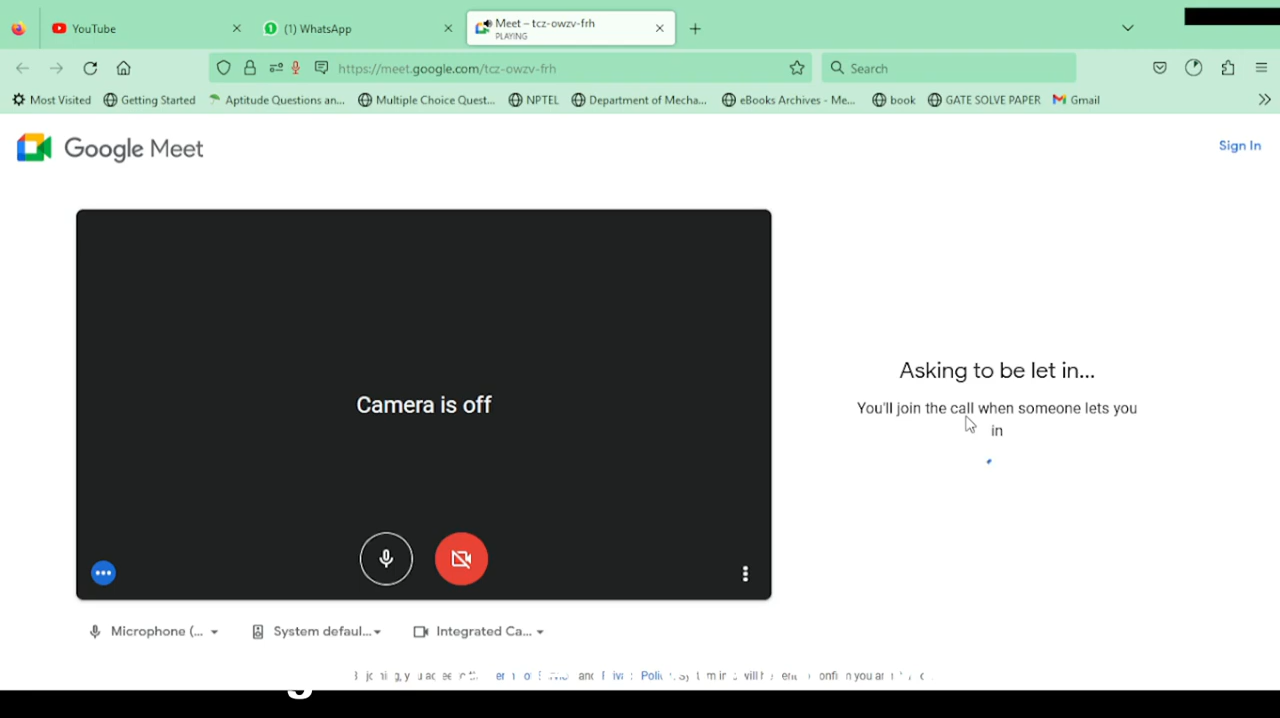 YouTube
(1) WhatsApp
Meet – tcz-owzv-frh
PLAYING
https://meet.google.com/tcz-owzv-frh
Search
Most Visited
Getting Started
Aptitude Questions an...
Multiple Choice Quest...
NPTEL
Department of Mecha...
eBooks Archives - Me...
book
GATE SOLVE PAPER
Gmail
Google Meet
Sign In
Camera is off
Asking to be let in...
You'll join the call when someone lets you
in
Microphone (...
System defaul...
Integrated Ca...
and